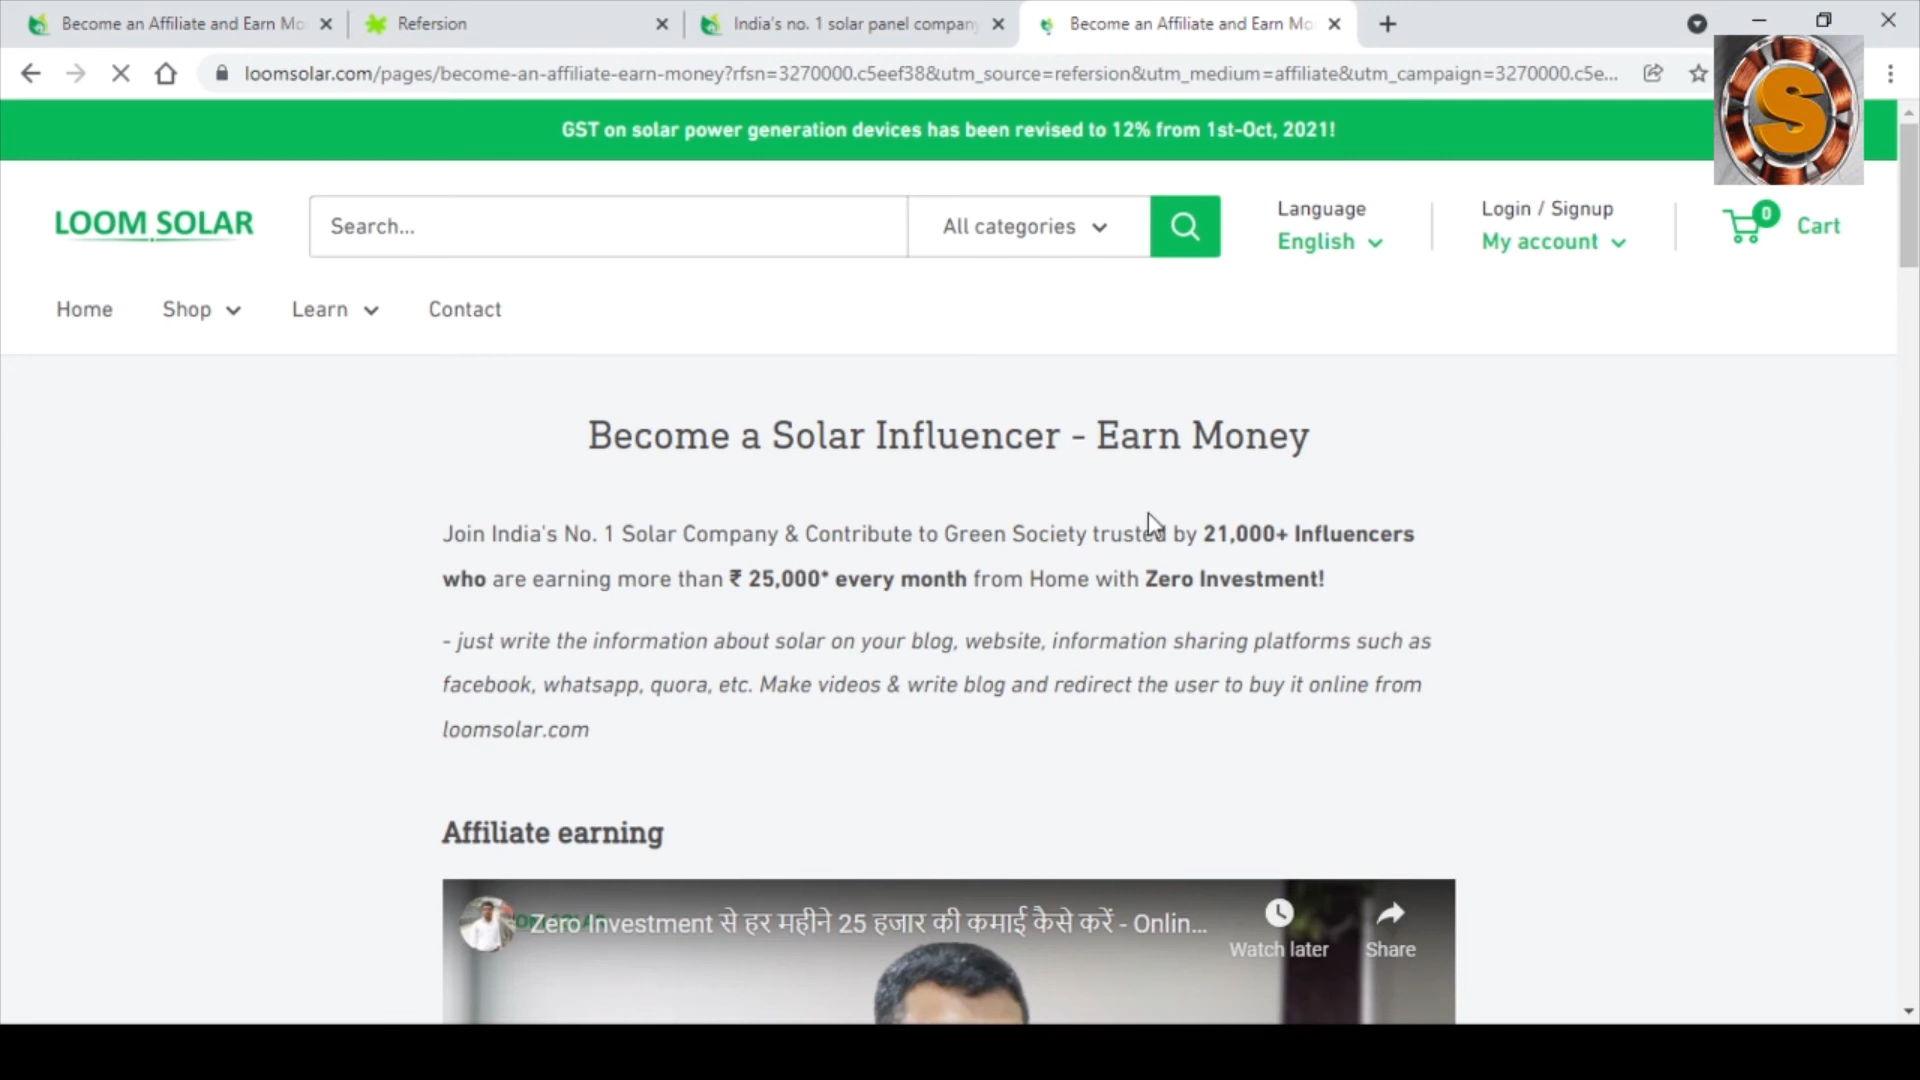 Become an Affiliate and Earn Mo
Refersion
India's no. 1 solar panel company
Become an Affiliate and Earn Mo
loomsolar.com/pages/become-an-affiliate-earn-money?rfsn=3270000.c5eef38&utm_source=refersion&utm_medium=affiliate&utm_campaign=3270000.c5e...
S
GST on solar power generation devices has been revised to 12% from 1st-Oct, 2021!
LOOM SOLAR
Search...
All categories
Language
English
Login / Signup
My account
0
Cart
Home
Shop
Learn
Contact
Become a Solar Influencer - Earn Money
Join India's No. 1 Solar Company & Contribute to Green Society trusted by 21,000+ Influencers
who are earning more than ₹ 25,000* every month from Home with Zero Investment!
- just write the information about solar on your blog, website, information sharing platforms such as
facebook, whatsapp, quora, etc. Make videos & write blog and redirect the user to buy it online from
loomsolar.com
Affiliate earning
Zero Investment से हर महीने 25 हजार की कमाई कैसे करें - Onlin...
Watch later
Share